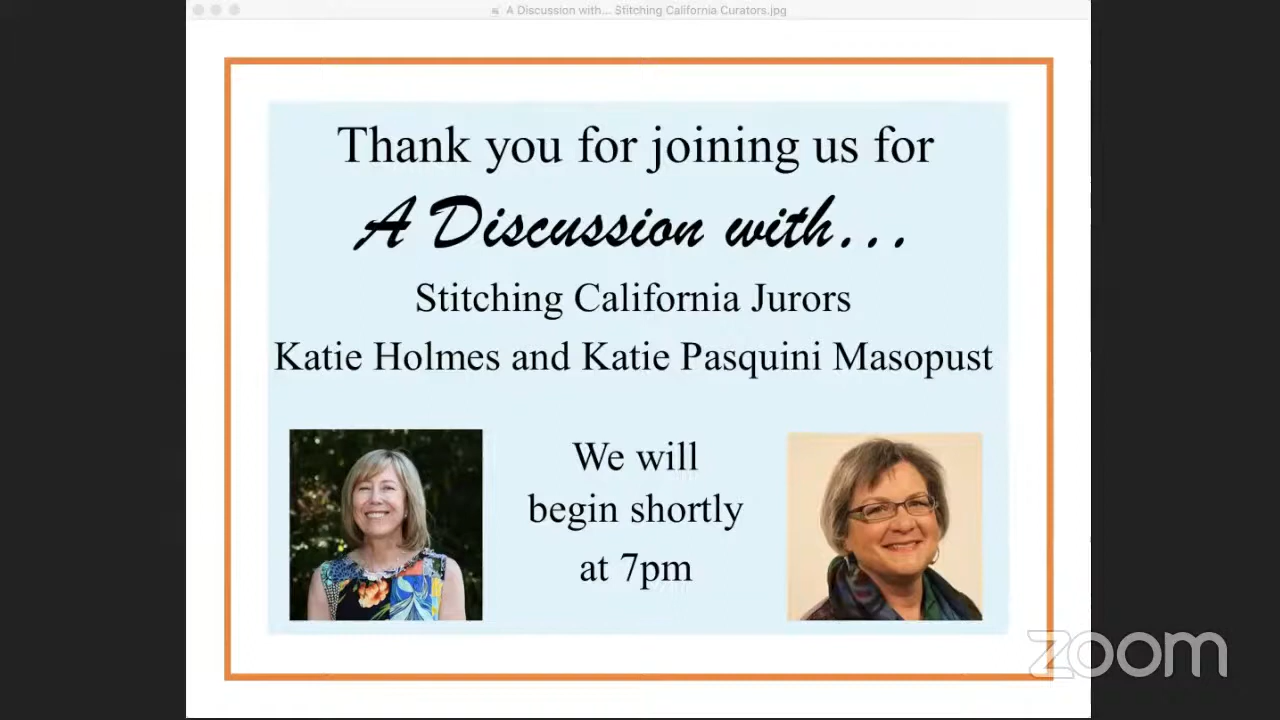 A Discussion with... Stitching California Curators.jpg
Thank you for joining us for
A Discussion with...
Stitching California Jurors
Katie Holmes and Katie Pasquini Masopust
We will
begin shortly
at 7pm
zoom